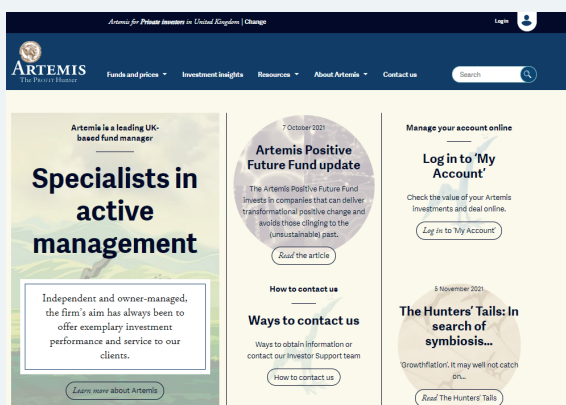 Artemis for Private investors in United Kingdom | Change
Login
ARTEMIS
The PROFIT Hunter
Funds and prices
Investment insights
Resources
About Artemis
Contact us
Search
Artemis is a leading UK-
based fund manager
Specialists in
active
management
Independent and owner-managed,
the firm's aim has always been to
offer exemplary investment
performance and service to our
clients.
Learn more about Artemis
7 October 2021
Artemis Positive
Future Fund update
The Artemis Positive Future Fund
invests in companies that can deliver
transformational positive change and
avoids those clinging to the
(unsustainable) past.
Read the article
How to contact us
Ways to contact us
Ways to obtain information or
contact our Investor Support team
How to contact us
Manage your account online
Log in to 'My
Account'
Check the value of your Artemis
investments and deal online.
Log in to 'My Account'
5 November 2021
The Hunters' Tails: In
search of
symbiosis...
'Growthflation'. It may well not catch
on...
Read The Hunters' Tails